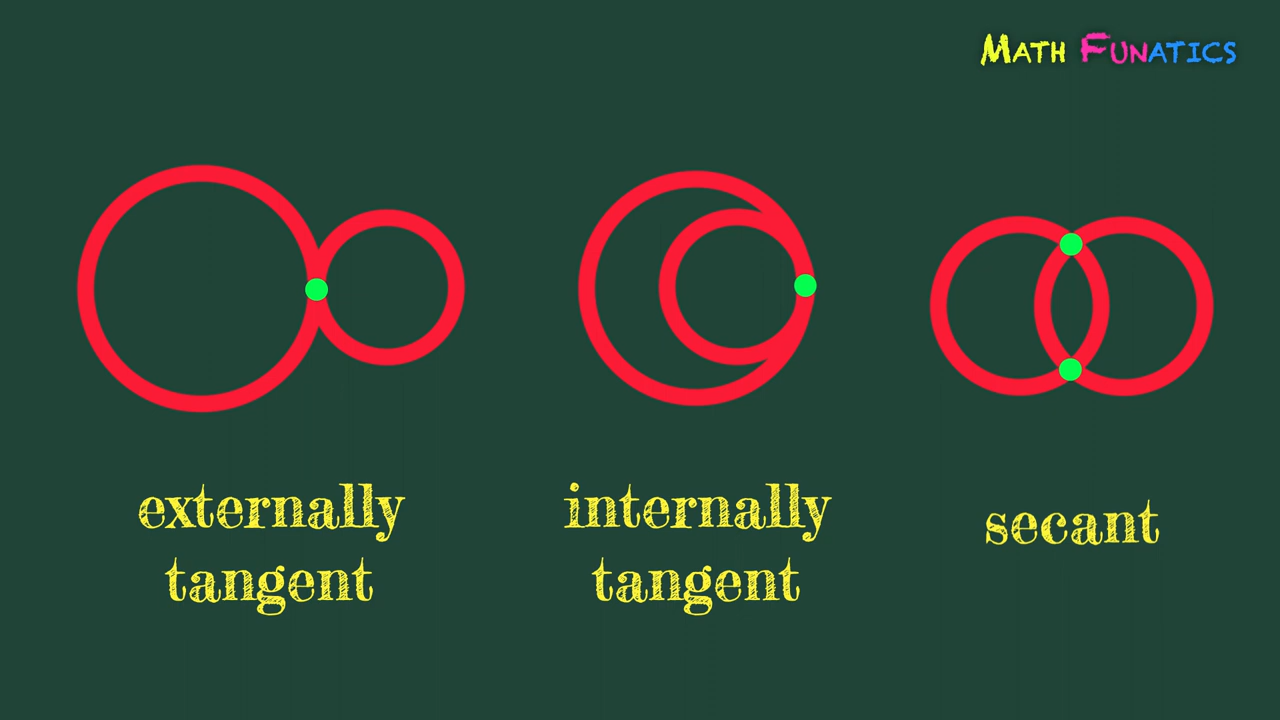 Math Funatics
externally
tangent
internally
tangent
secant